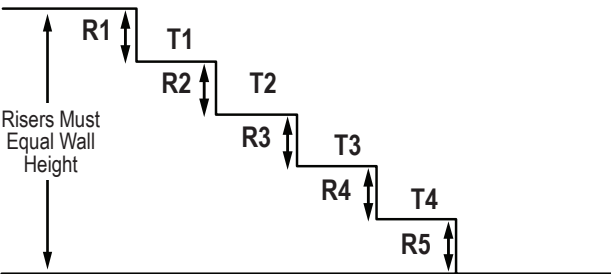 R1
T1
R2
T2
Risers Must
Equal Wall
Height
R3
T3
R4
T4
R5